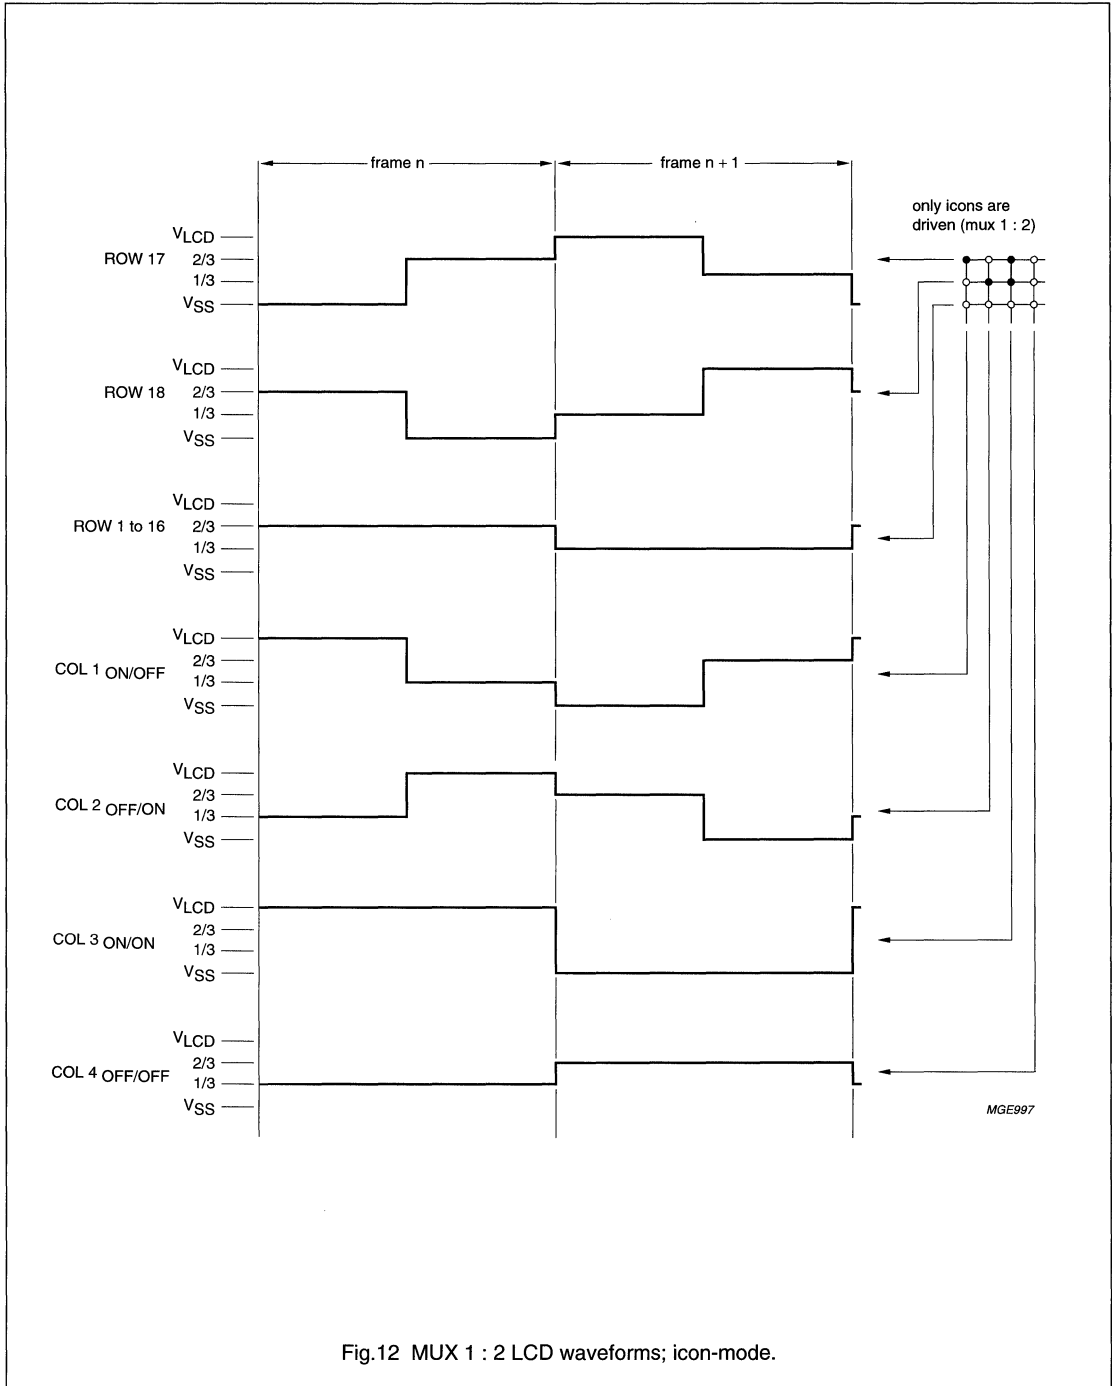 frame n
frame n + 1
only icons are
driven (mux 1 : 2)
VLCD
ROW 17
2/3
1/3
VSS
VLCD
ROW 18
2/3
1/3
VSS
VLCD
ROW 1 to 16
2/3
1/3
VSS
VLCD
2/3
COL 1 ON/OFF
1/3
VSS
VLCD
2/3
COL 2 OFF/ON
1/3
VSS
VLCD
2/3
COL 3 ON/ON
1/3
VSS
VLCD
2/3
COL 4 OFF/OFF
1/3
VSS
MGE997
Fig.12 MUX 1 : 2 LCD waveforms; icon-mode.